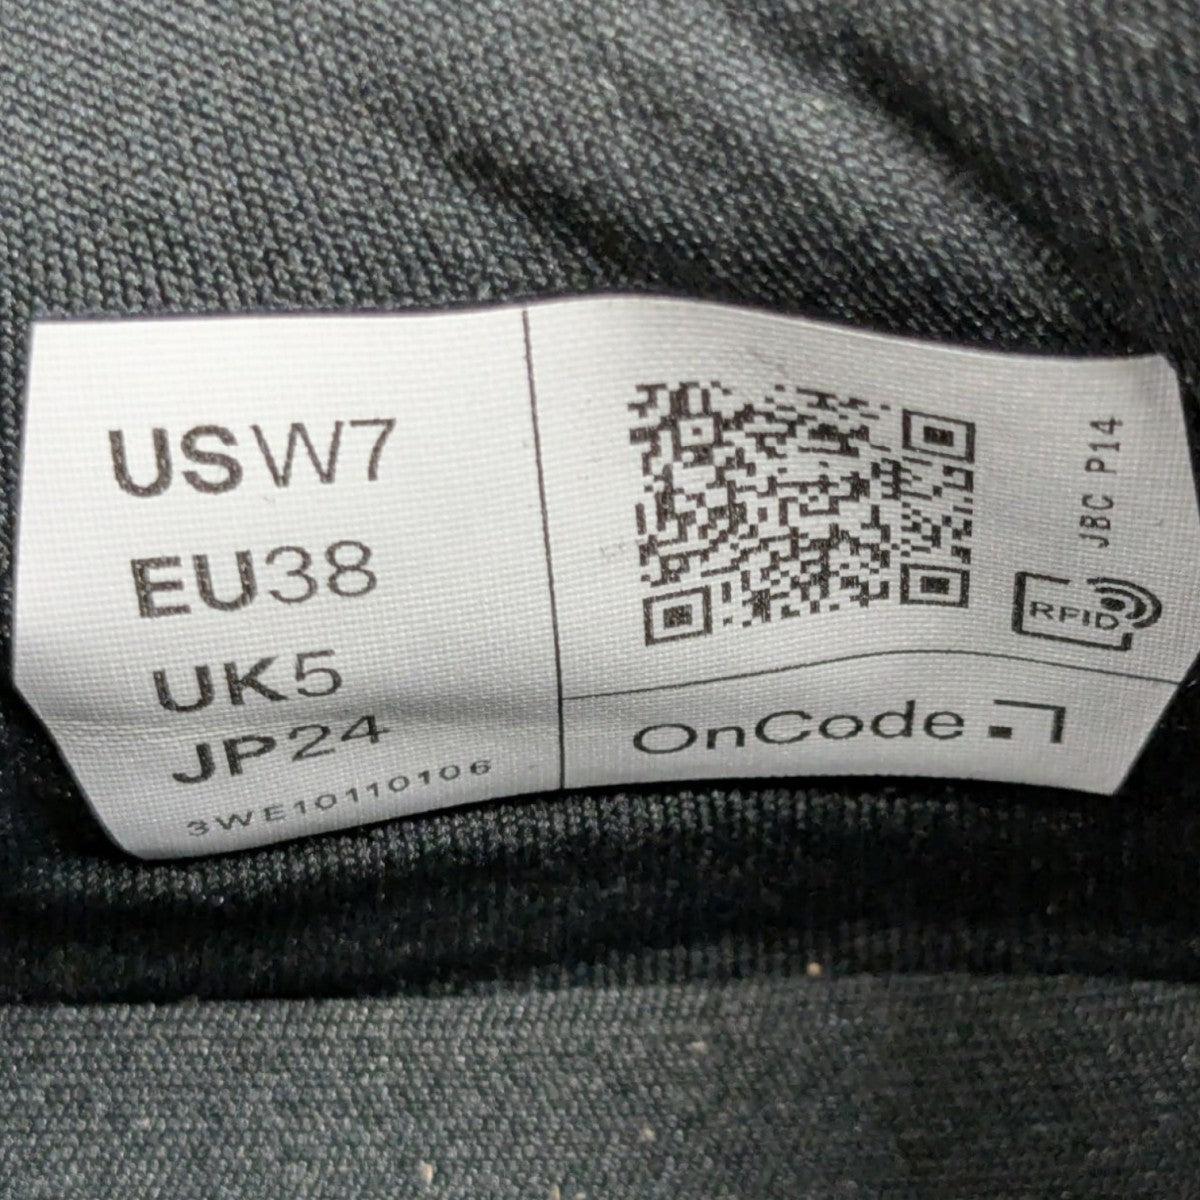 USW7
EU38
UK5
JP24
3WE10110106
JBC P14
RFID
OnCode